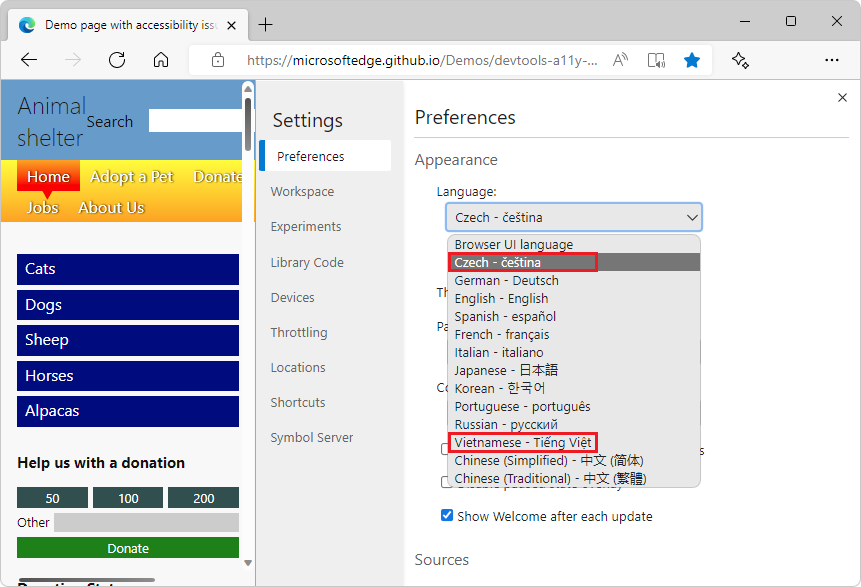 Demo page with accessibility iss
https://microsoftedge.github.io/Demos/devtools-a11y-...
Animal
shelter
Search
Home
Adopt a Pet
Donate
Jobs
About Us
Cats
Dogs
Sheep
Horses
Alpacas
Help us with a donation
50
100
200
Other
Donate
Settings
Preferences
Workspace
Experiments
Library Code
Devices
Throttling
Locations
Shortcuts
Symbol Server
Preferences
Appearance
Language:
Czech - čeština
Browser UI language
Czech - čeština
German - Deutsch
English - English
Spanish - español
French - français
Italian - italiano
Japanese - 日本語
Korean - 한국어
Portuguese - português
Russian - русский
Vietnamese - Tiếng Việt
Chinese (Simplified) - 中文 (简体)
Chinese (Traditional) - 中文 (繁體)
Show Welcome after each update
Sources